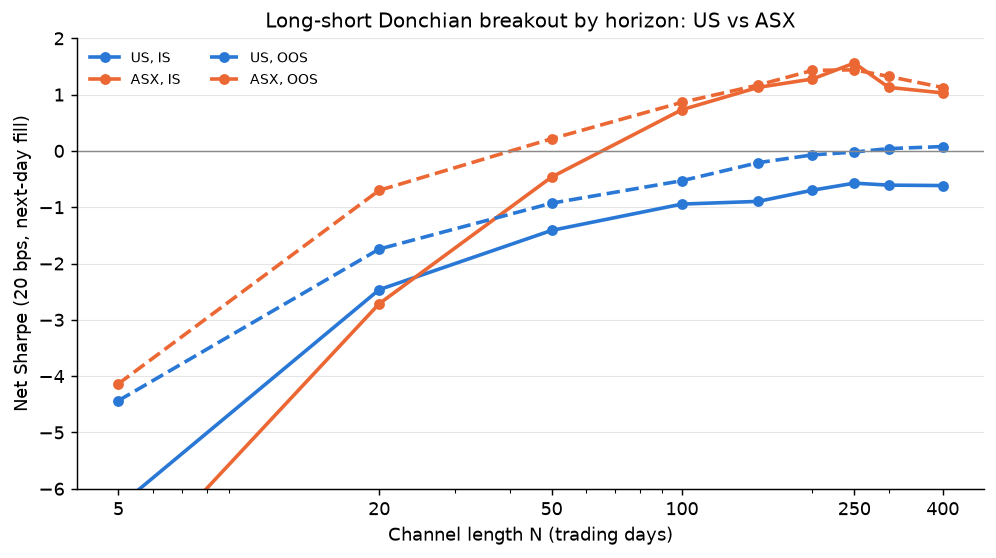 Long-short Donchian breakout by horizon: US vs ASX
US, IS
US, OOS
ASX, IS
ASX, OOS
Net Sharpe (20 bps, next-day fill)
2
1
0
−1
−2
−3
−4
−5
−6
5
20
50
100
250
400
Channel length N (trading days)